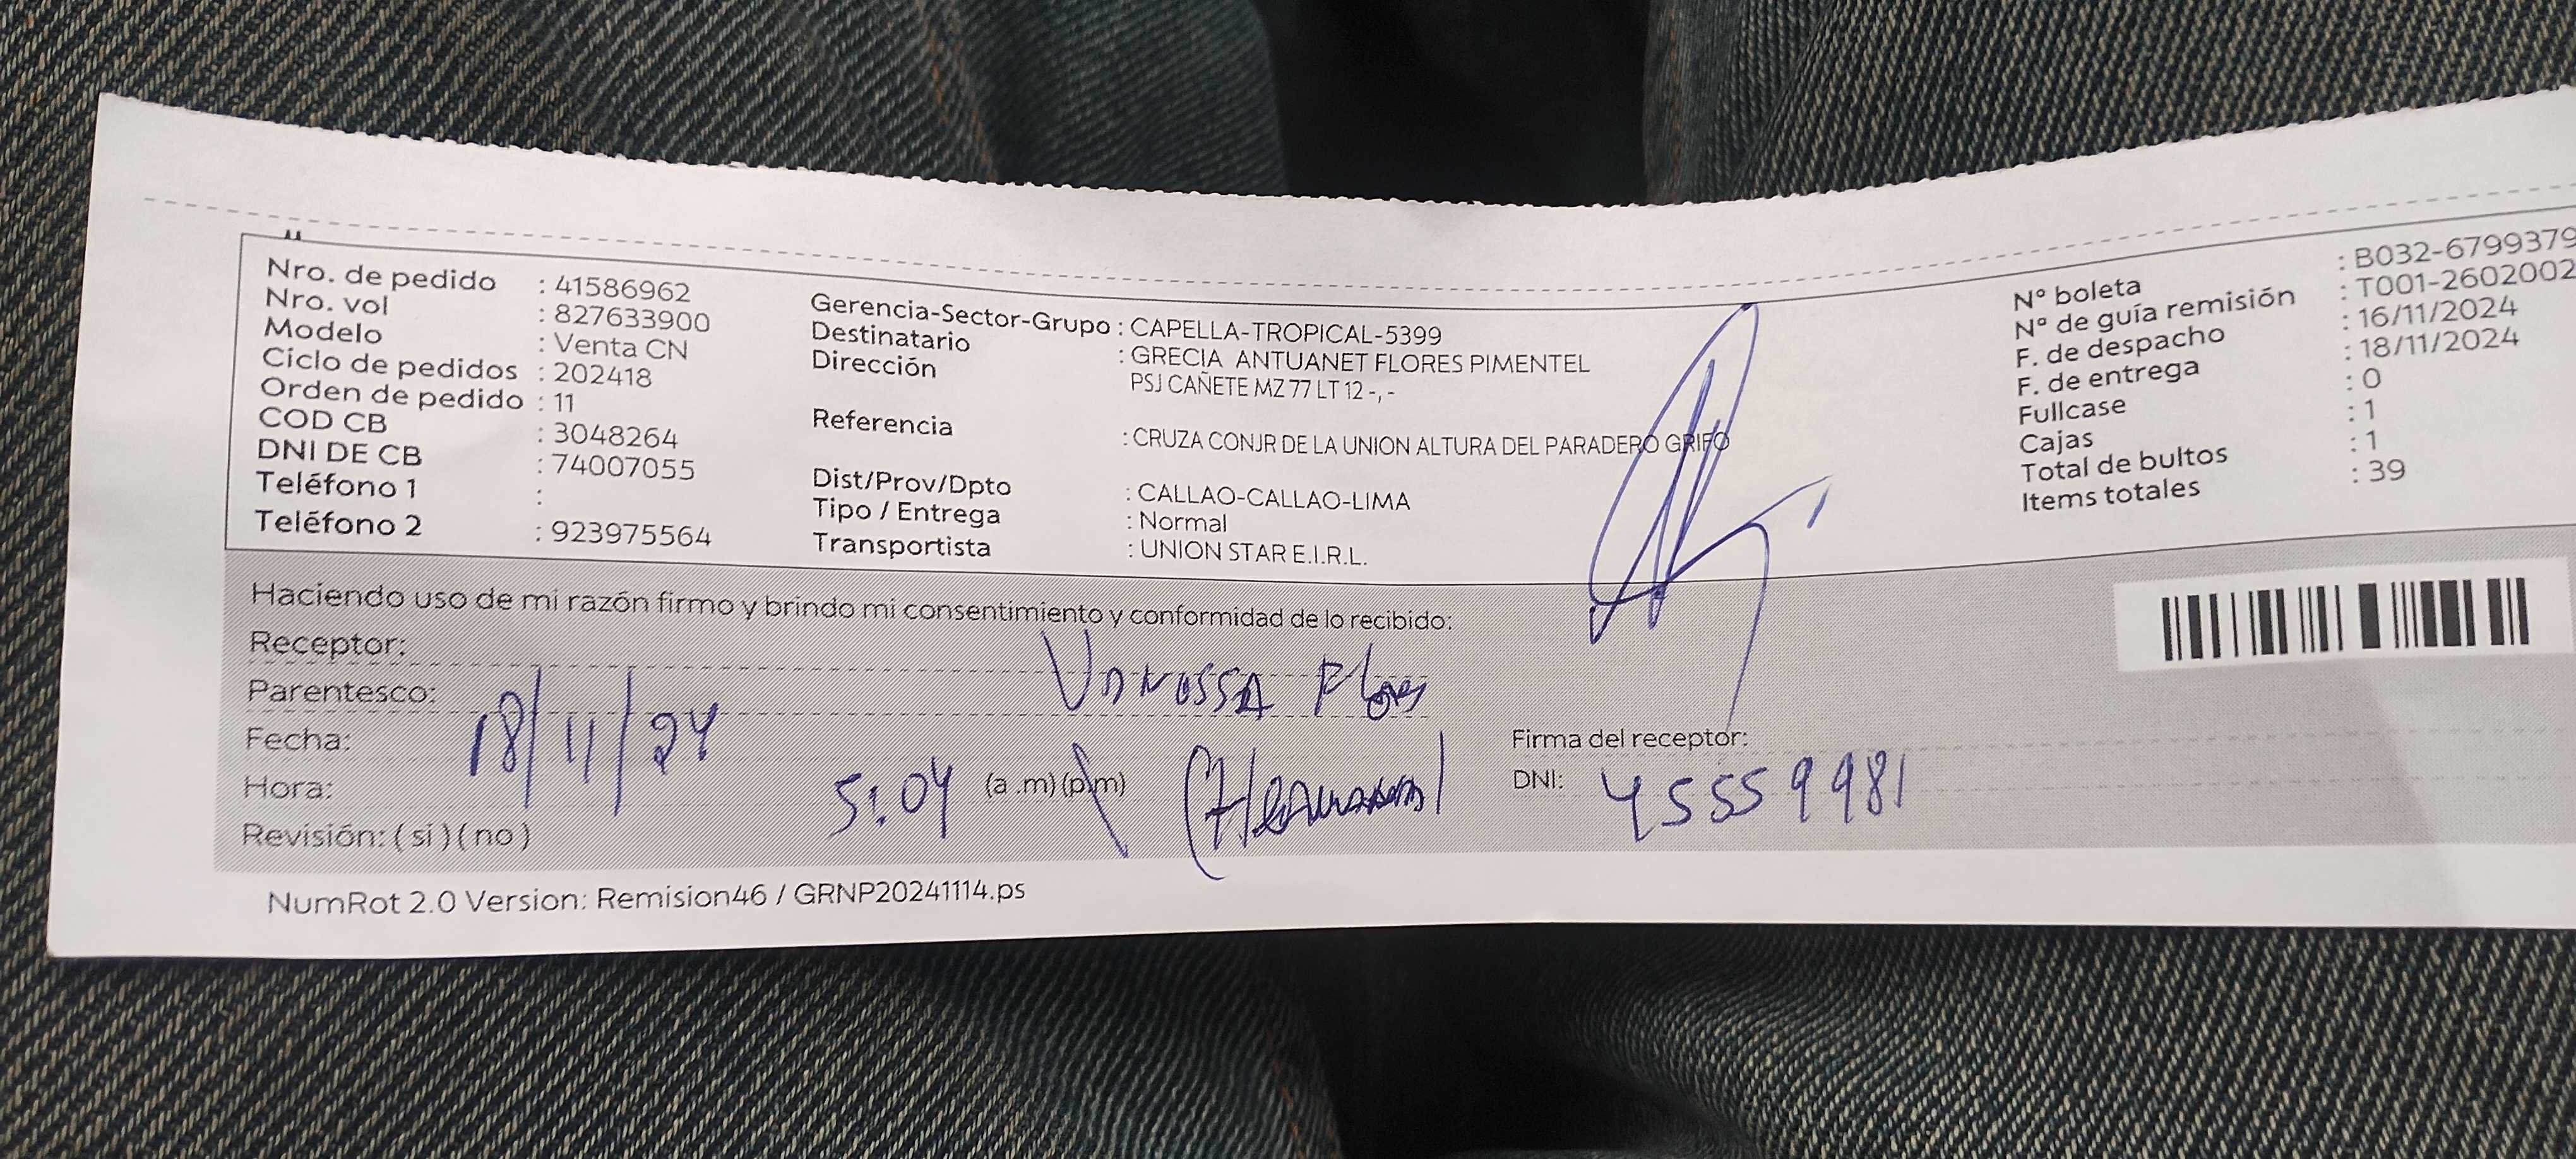 Nro. de pedido : 41586962
Nro. vol : 827633900
Modelo : Venta CN
Ciclo de pedidos : 202418
Orden de pedido : 11
COD CB : 3048264
DNI DE CB : 74007055
Teléfono 1 :
Teléfono 2 : 923975564
Gerencia-Sector-Grupo : CAPELLA-TROPICAL-5399
Destinatario : GRECIA ANTUANET FLORES PIMENTEL
Dirección
PSJ CAÑETE MZ 77 LT 12 -, -
Referencia : CRUZA CONJR DE LA UNION ALTURA DEL PARADERO GRIFO
Dist/Prov/Dpto : CALLAO-CALLAO-LIMA
Tipo / Entrega : Normal
Transportista : UNION STAR E.I.R.L.
N° boleta : B032-6799379
N° de guía remisión : T001-2602002
F. de despacho : 16/11/2024
F. de entrega : 18/11/2024
Fullcase : 0
Cajas : 1
Total de bultos : 1
Items totales : 39
Haciendo uso de mi razón firmo y brindo mi consentimiento y conformidad de lo recibido:
Receptor:
Parentesco: Vanossa Flores
Fecha: 18/11/24
Firma del receptor:
Hora: 5:04 (a .m) (p.m)
DNI: 45559981
Revisión: ( si ) ( no )
NumRot 2.0 Version: Remision46 / GRNP20241114.ps